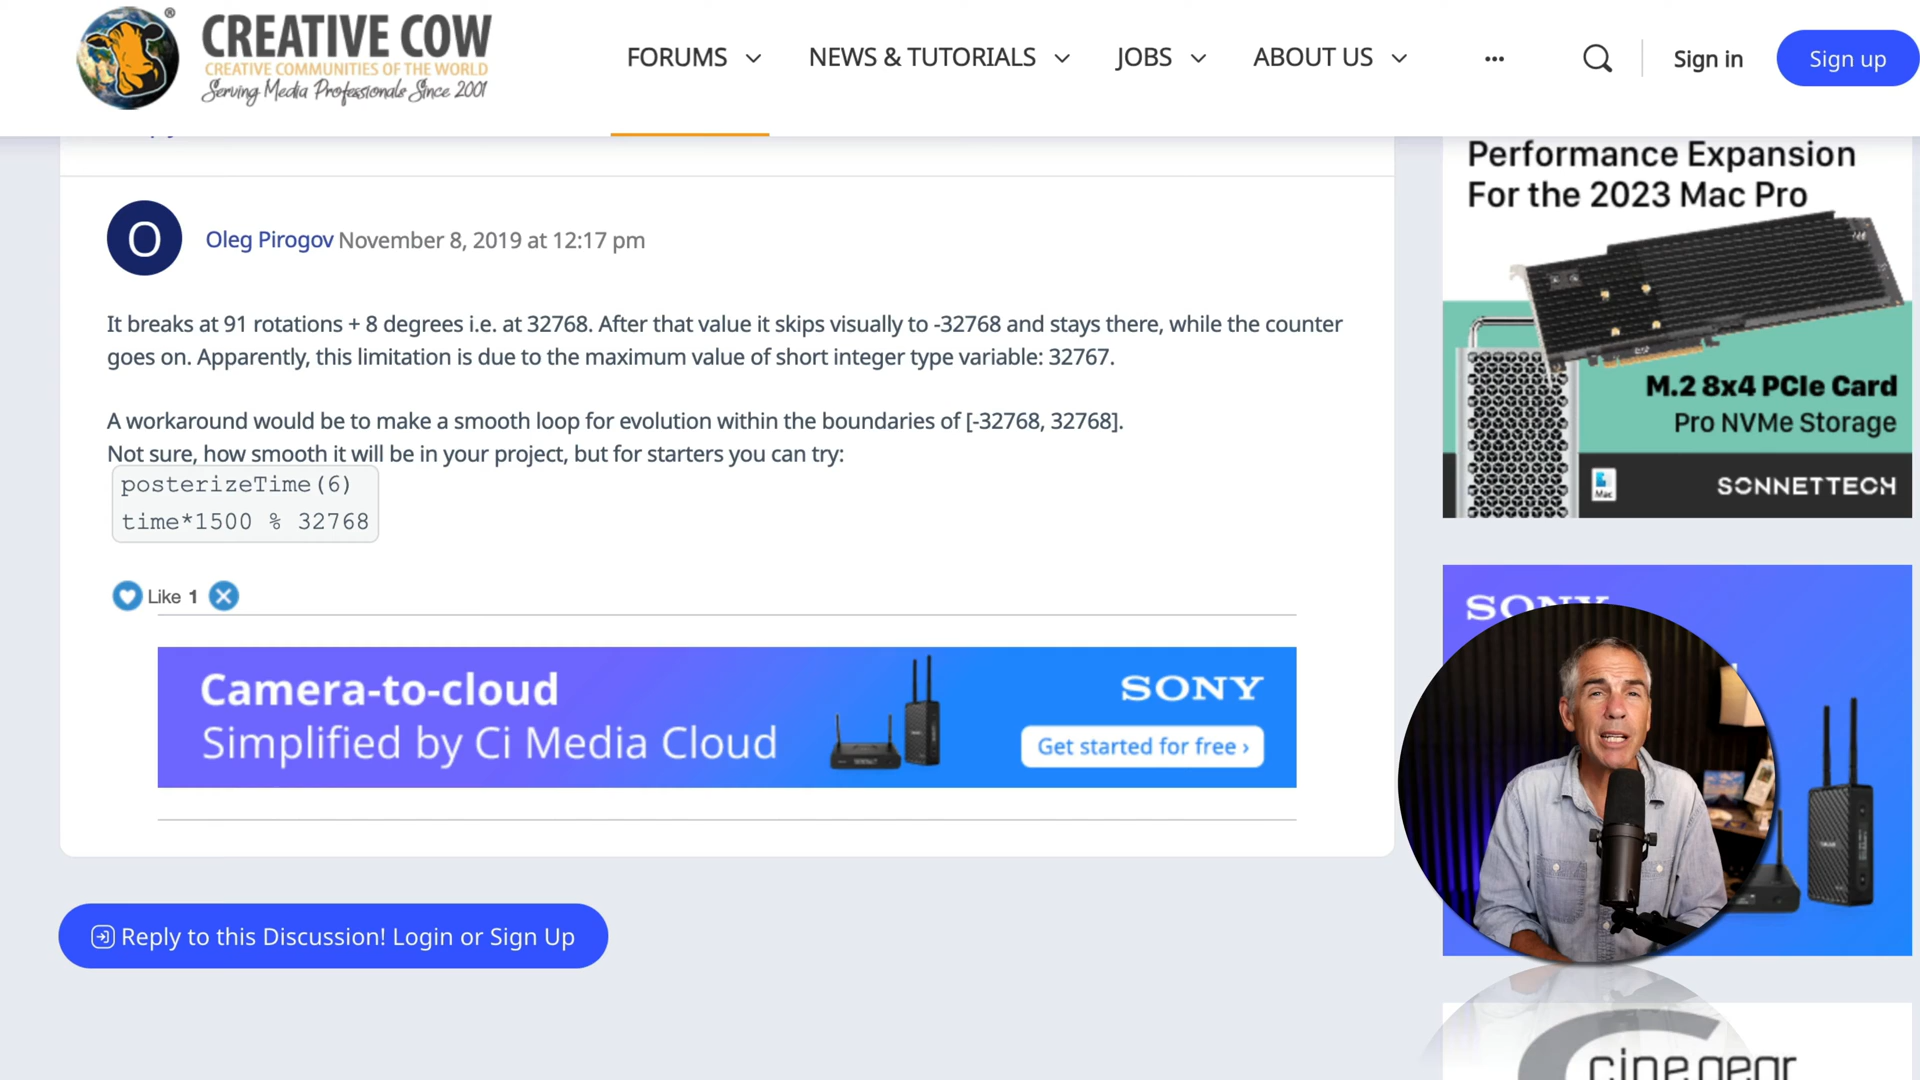 CREATIVE COW
CREATIVE COMMUNITIES OF THE WORLD
Serving Media Professionals Since 2001
®
FORUMS
NEWS & TUTORIALS
JOBS
ABOUT US
...
Sign in
Sign up
O
Oleg Pirogov November 8, 2019 at 12:17 pm
It breaks at 91 rotations + 8 degrees i.e. at 32768. After that value it skips visually to -32768 and stays there, while the counter
goes on. Apparently, this limitation is due to the maximum value of short integer type variable: 32767.
A workaround would be to make a smooth loop for evolution within the boundaries of [-32768, 32768].
Not sure, how smooth it will be in your project, but for starters you can try:
posterizeTime(6)
time*1500 % 32768
Like 1
Camera-to-cloud
Simplified by Ci Media Cloud
SONY
Get started for free ›
Reply to this Discussion! Login or Sign Up
Performance Expansion
For the 2023 Mac Pro
M.2 8x4 PCIe Card
Pro NVMe Storage
Mac
SONNETTECH
SONY
cinegear